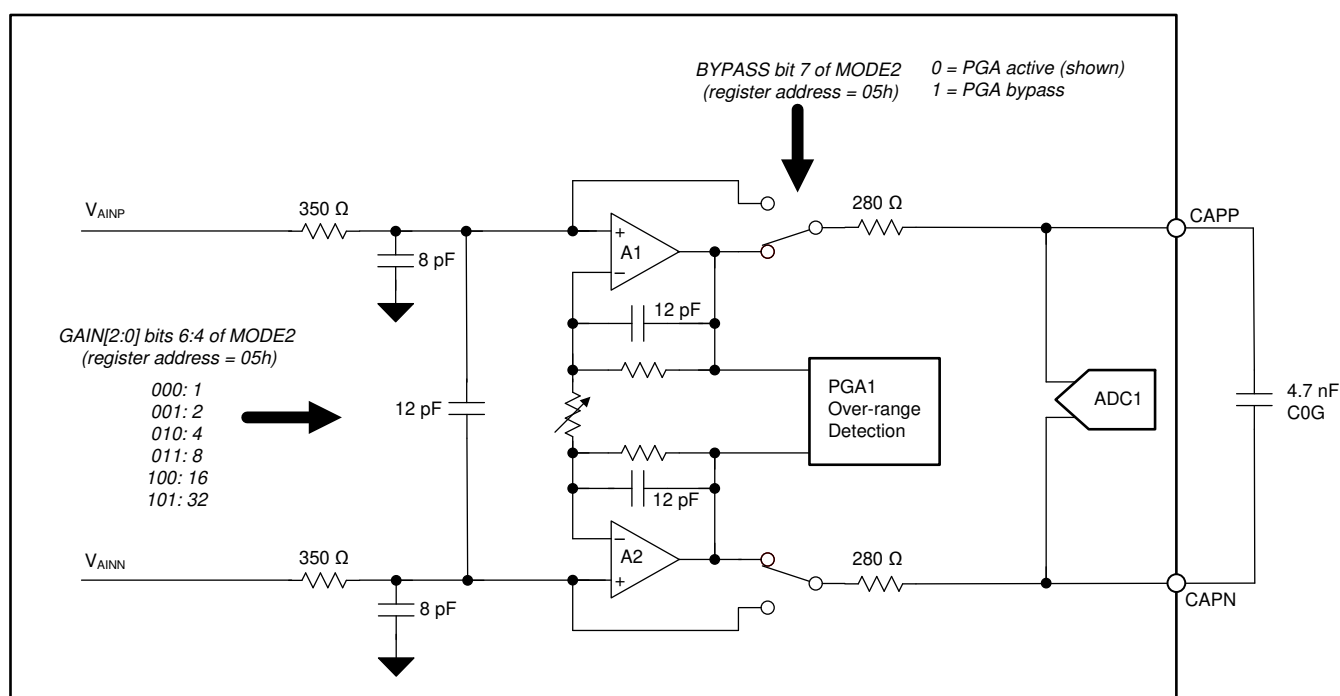 BYPASS bit 7 of MODE2
(register address = 05h)
0 = PGA active (shown)
1 = PGA bypass
VAINP
350 Ω
8 pF
+
A1
−
280 Ω
CAPP
12 pF
GAIN[2:0] bits 6:4 of MODE2
(register address = 05h)
000: 1
001: 2
010: 4
011: 8
100: 16
101: 32
12 pF
PGA1
Over-range
Detection
ADC1
4.7 nF
C0G
12 pF
VAINN
350 Ω
8 pF
−
A2
+
280 Ω
CAPN